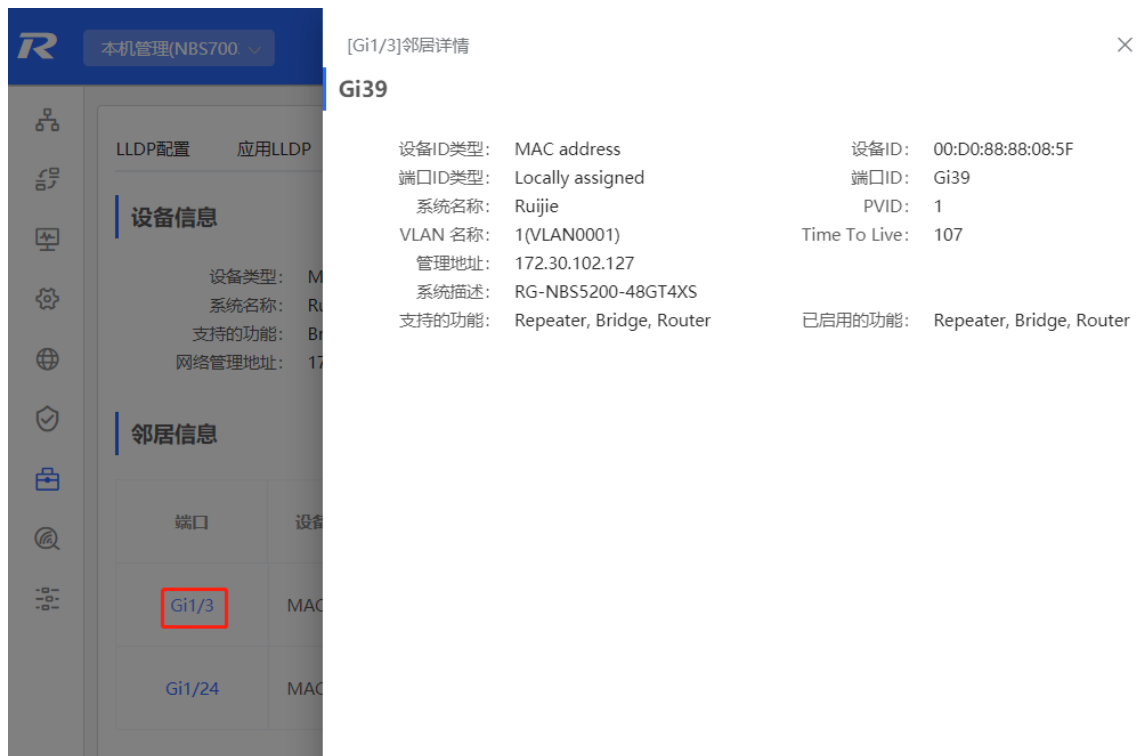 本机管理(NBS700
[Gi1/3]邻居详情
Gi39
设备ID类型: MAC address 设备ID: 00:D0:88:88:08:5F
端口ID类型: Locally assigned 端口ID: Gi39
系统名称: Ruijie PVID: 1
VLAN 名称: 1(VLAN0001) Time To Live: 107
管理地址: 172.30.102.127
系统描述: RG-NBS5200-48GT4XS
支持的功能: Repeater, Bridge, Router 已启用的功能: Repeater, Bridge, Router
LLDP配置 应用LLDP
设备信息
设备类型: M
系统名称: Ru
支持的功能: Br
网络管理地址: 17
邻居信息
端口 设备
Gi1/3 MAC
Gi1/24 MAC